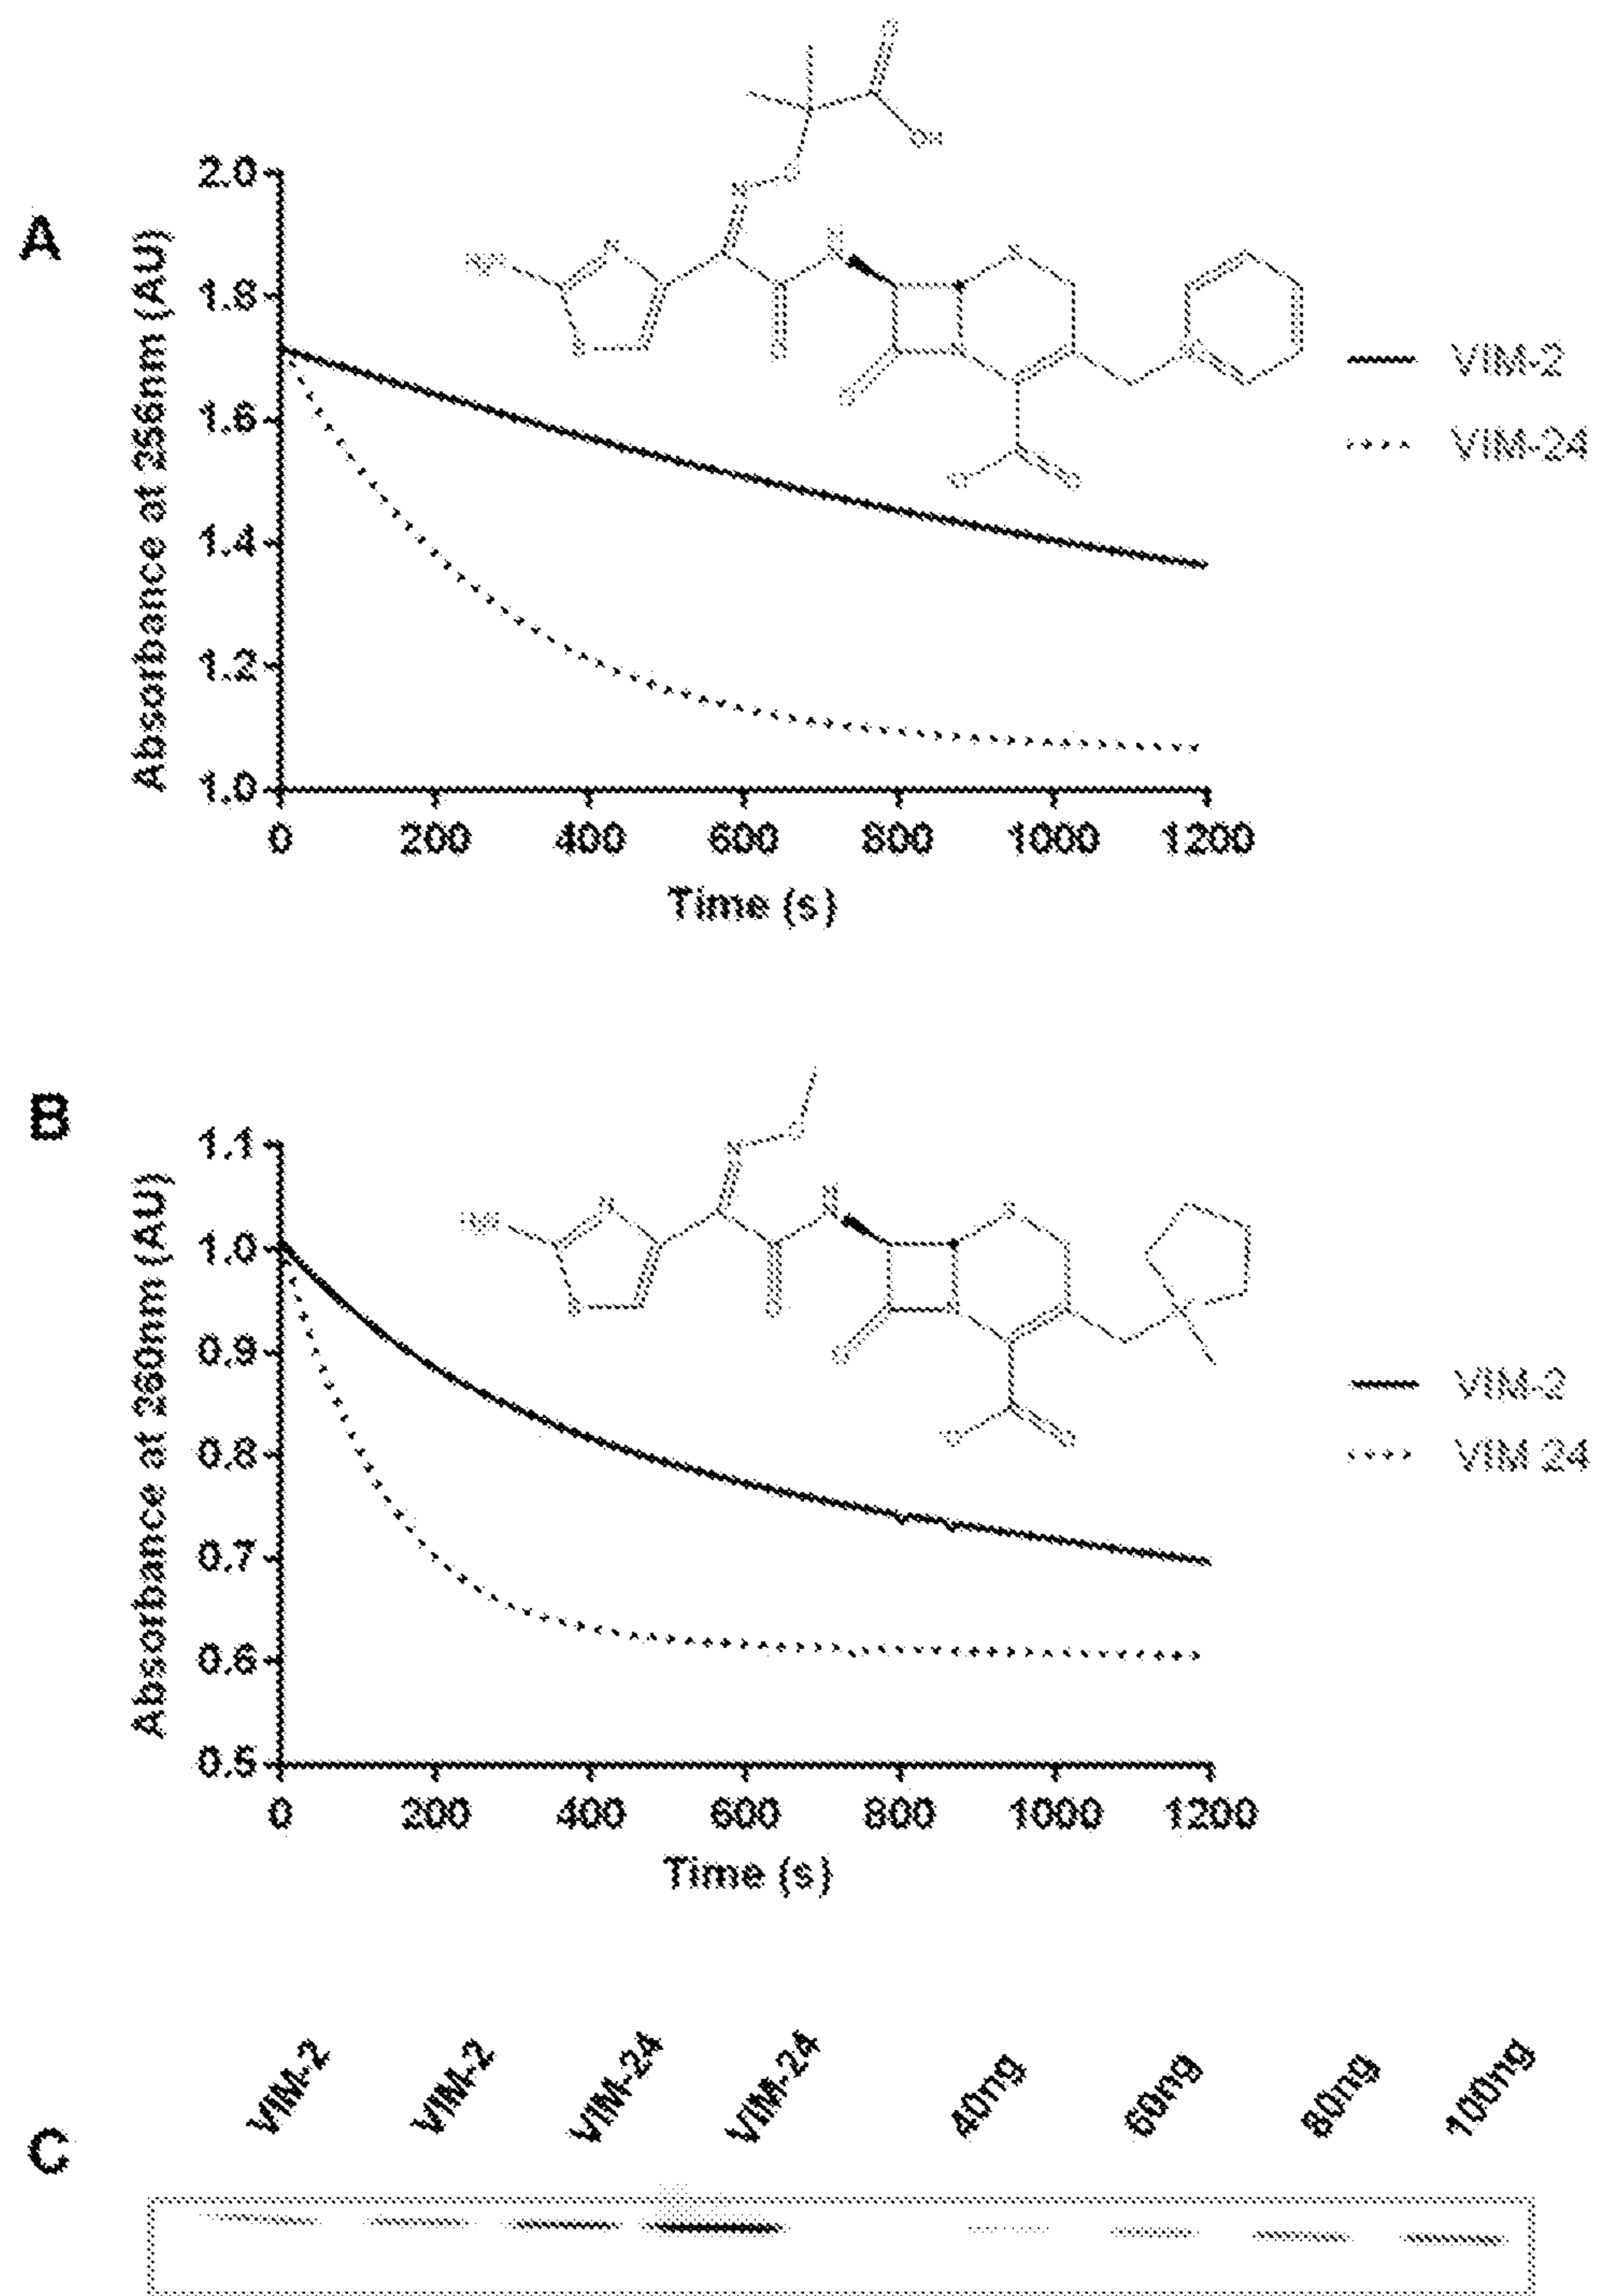 A
Absorbance at 256nm (AU)
2.0
1.8
1.6
1.4
1.2
1.0
0 200 400 600 800 1000 1200
Time (s)
O
OH
N O
H2N N H N S
S O O N N
O O
VIM-2
VIM-24
B
Absorbance at 260nm (AU)
1.1
1.0
0.9
0.8
0.7
0.6
0.5
0 200 400 600 800 1000 1200
Time (s)
N O
H2N N H N S
S O O N
O O
VIM-2
VIM 24
C
VIM-2 VIM-2 VIM-24 VIM-24 40ng 60ng 80ng 100ng